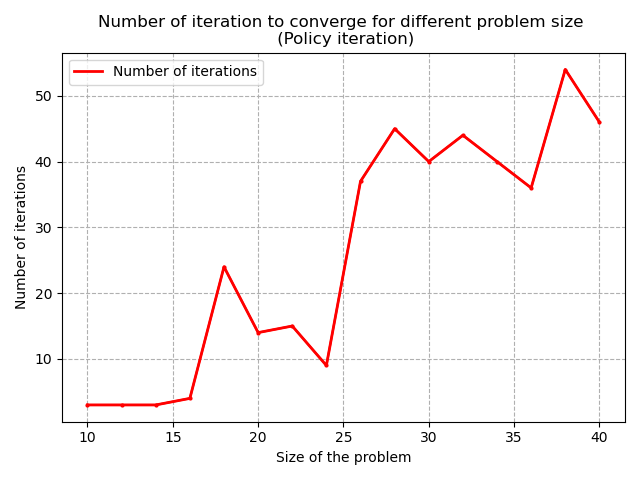 Number of iteration to converge for different problem size
(Policy iteration)
Number of iterations
50
40
30
20
10
Number of iterations
10 15 20 25 30 35 40
Size of the problem